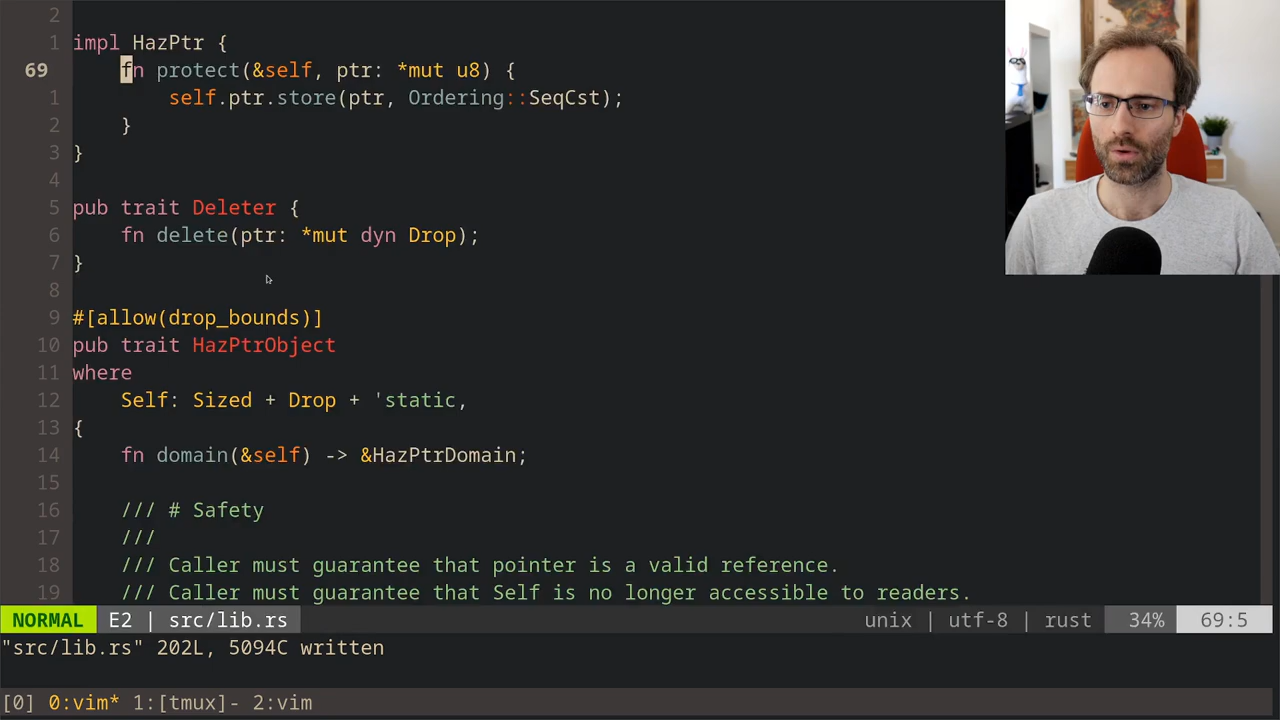 2
1 impl HazPtr {
69 fn protect(&self, ptr: *mut u8) {
1 self.ptr.store(ptr, Ordering::SeqCst);
2 }
3 }
4
5 pub trait Deleter {
6 fn delete(ptr: *mut dyn Drop);
7 }
8
9 #[allow(drop_bounds)]
10 pub trait HazPtrObject
11 where
12 Self: Sized + Drop + 'static,
13 {
14 fn domain(&self) -> &HazPtrDomain;
15
16 /// # Safety
17 ///
18 /// Caller must guarantee that pointer is a valid reference.
19 /// Caller must guarantee that Self is no longer accessible to readers.
NORMAL E2 | src/lib.rs unix | utf-8 | rust 34% 69:5
"src/lib.rs" 202L, 5094C written
[0] 0:vim* 1:[tmux]- 2:vim